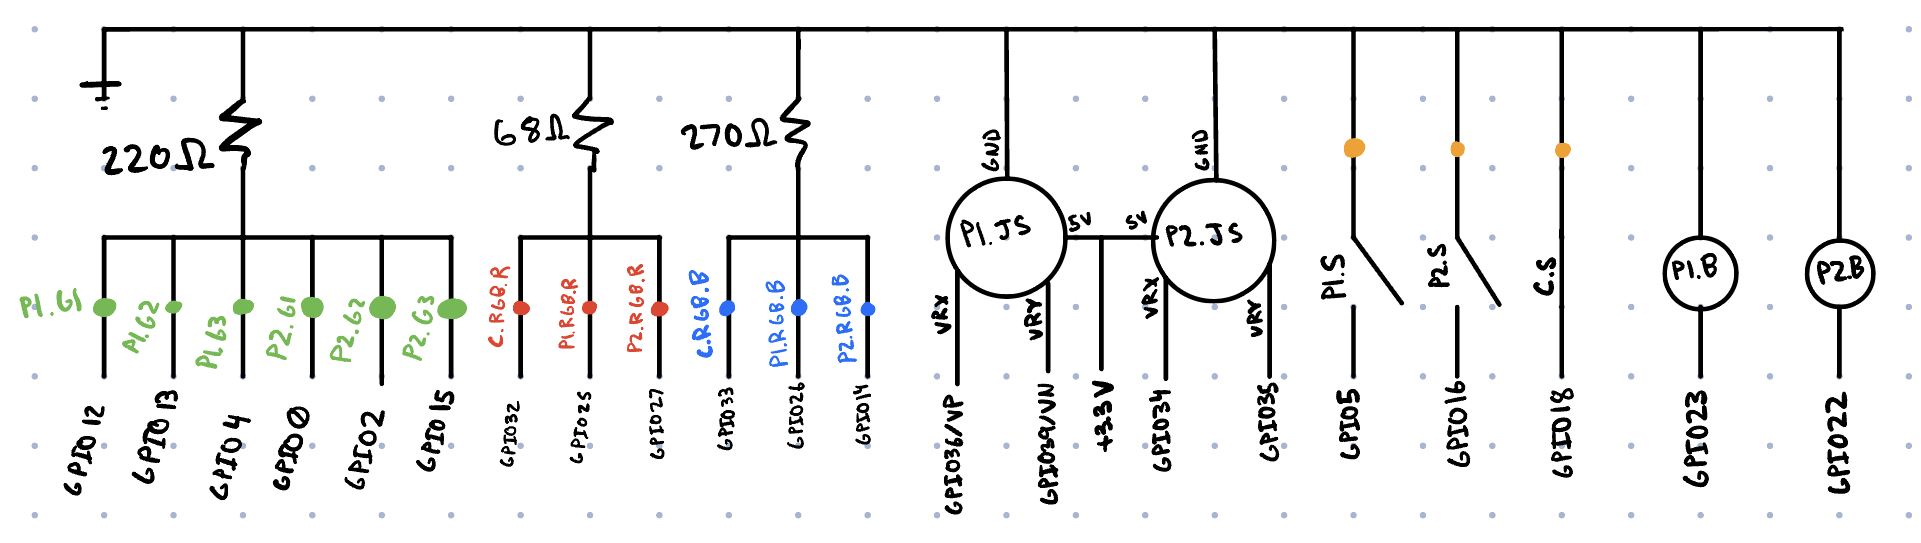 220Ω
68Ω
270Ω
GND
GND
P1.JS
5V
5V
P2.JS
VRX
VRY
VRX
VRY
P1.S
P2.S
C.S
P1.B
P2.B
P1.G1
P1.G2
P1.G3
P2.G1
P2.G2
P2.G3
C.RGB.R
P1.RGB.R
P2.RGB.R
C.RGB.B
P1.RGB.B
P2.RGB.B
GPIO12
GPIO13
GPIO4
GPIO0
GPIO2
GPIO15
GPIO32
GPIO25
GPIO27
GPIO33
GPIO26
GPIO14
GPIO36/VP
GPIO39/VN
+3.3V
GPIO34
GPIO35
GPIO5
GPIO16
GPIO18
GPIO23
GPIO22